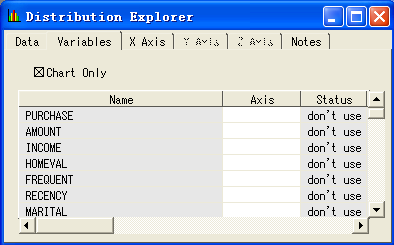 Distribution Explorer
Data Variables X Axis Y Axis Z Axis Notes
Chart Only
Name Axis Status
PURCHASE don't use
AMOUNT don't use
INCOME don't use
HOMEVAL don't use
FREQUENT don't use
RECENCY don't use
MARITAL don't use